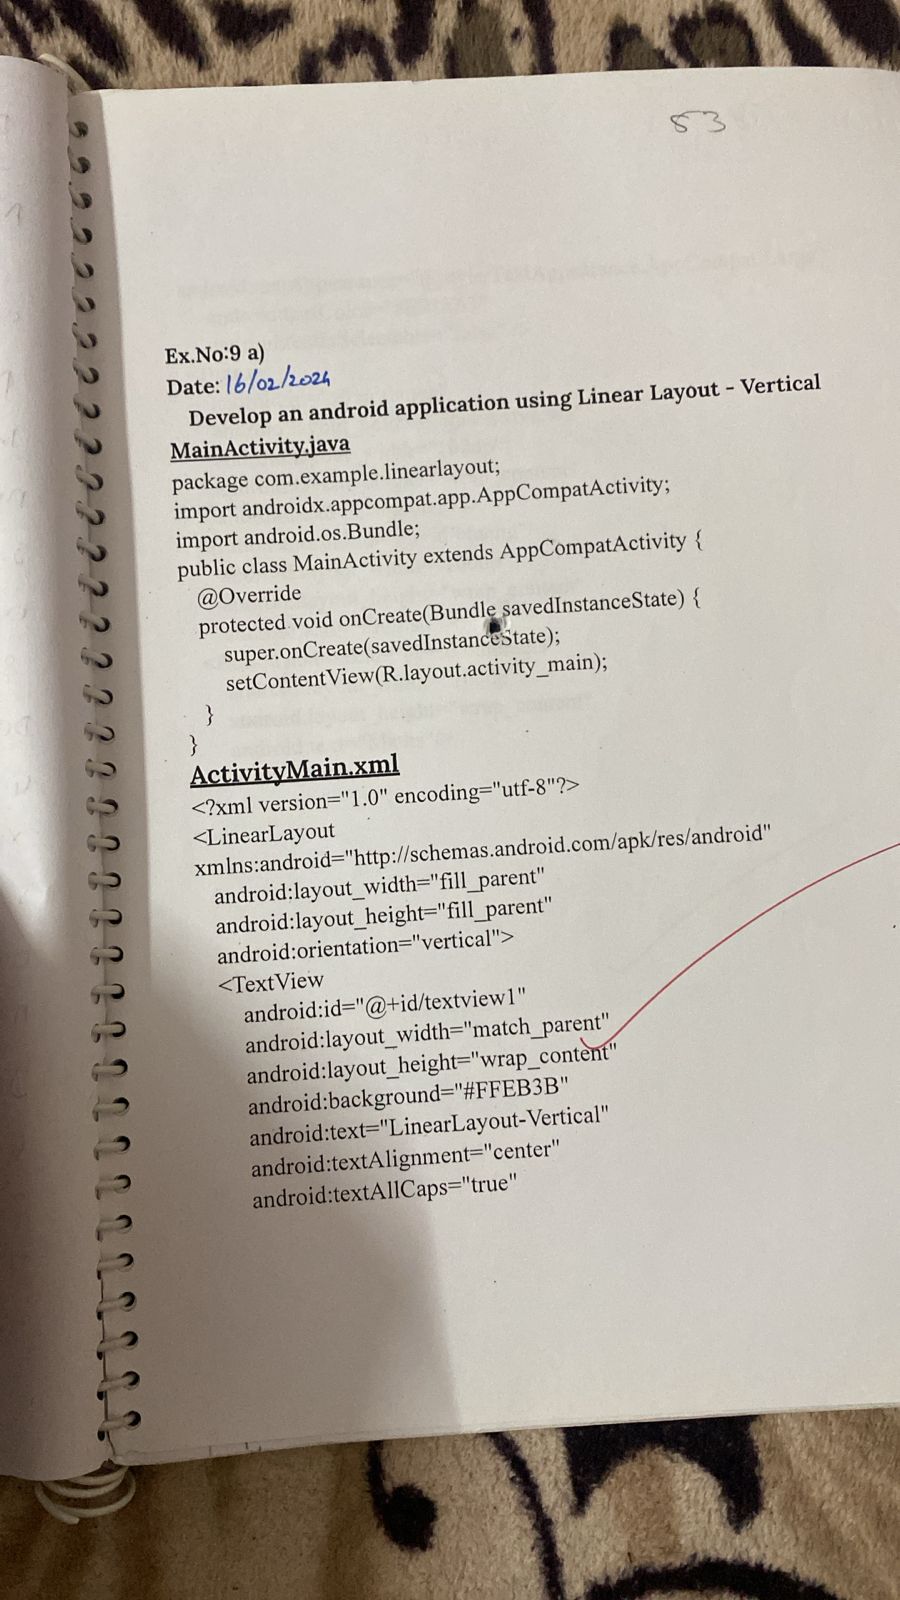 53
Ex.No:9 a)
Date: 16/02/2024
Develop an android application using Linear Layout - Vertical
MainActivity.java
package com.example.linearlayout;
import androidx.appcompat.app.AppCompatActivity;
import android.os.Bundle;
public class MainActivity extends AppCompatActivity {
@Override
protected void onCreate(Bundle savedInstanceState) {
super.onCreate(savedInstanceState);
setContentView(R.layout.activity_main);
}
}
ActivityMain.xml
<?xml version="1.0" encoding="utf-8"?>
<LinearLayout
xmlns:android="http://schemas.android.com/apk/res/android"
android:layout_width="fill_parent"
android:layout_height="fill_parent"
android:orientation="vertical">
<TextView
android:id="@+id/textview1"
android:layout_width="match_parent"
android:layout_height="wrap_content"
android:background="#FFEB3B"
android:text="LinearLayout-Vertical"
android:textAlignment="center"
android:textAllCaps="true"